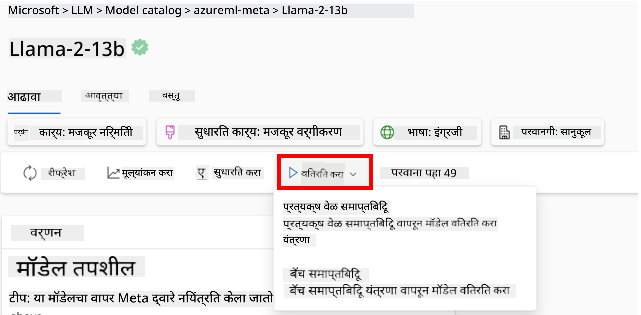 Microsoft > LLM > Model catalog > azureml-meta > Llama-2-13b
Llama-2-13b
आढावा आवृत्त्या वस्तू
कार्य: मजकूर निर्मिती सुधारित कार्य: मजकूर वर्गीकरण भाषा: इंग्रजी परवानगी: सानुकूल
रीफ्रेश मूल्यांकन करा सुधारित करा वितरित करा परवाना पहा 49
प्रत्यक्ष वेळ समाप्तबिंदू
प्रत्यक्ष वेळ समाप्तबिंदू वापरून मॉडेल वितरित करा
यंत्रणा
वर्णन
बॅच समाप्तबिंदू
मॉडेल तपशील
बॅच समाप्तबिंदू यंत्रणा वापरून मॉडेल वितरित करा
टीप: या मॉडेलचा वापर Meta द्वारे नियंत्रित केला जातो